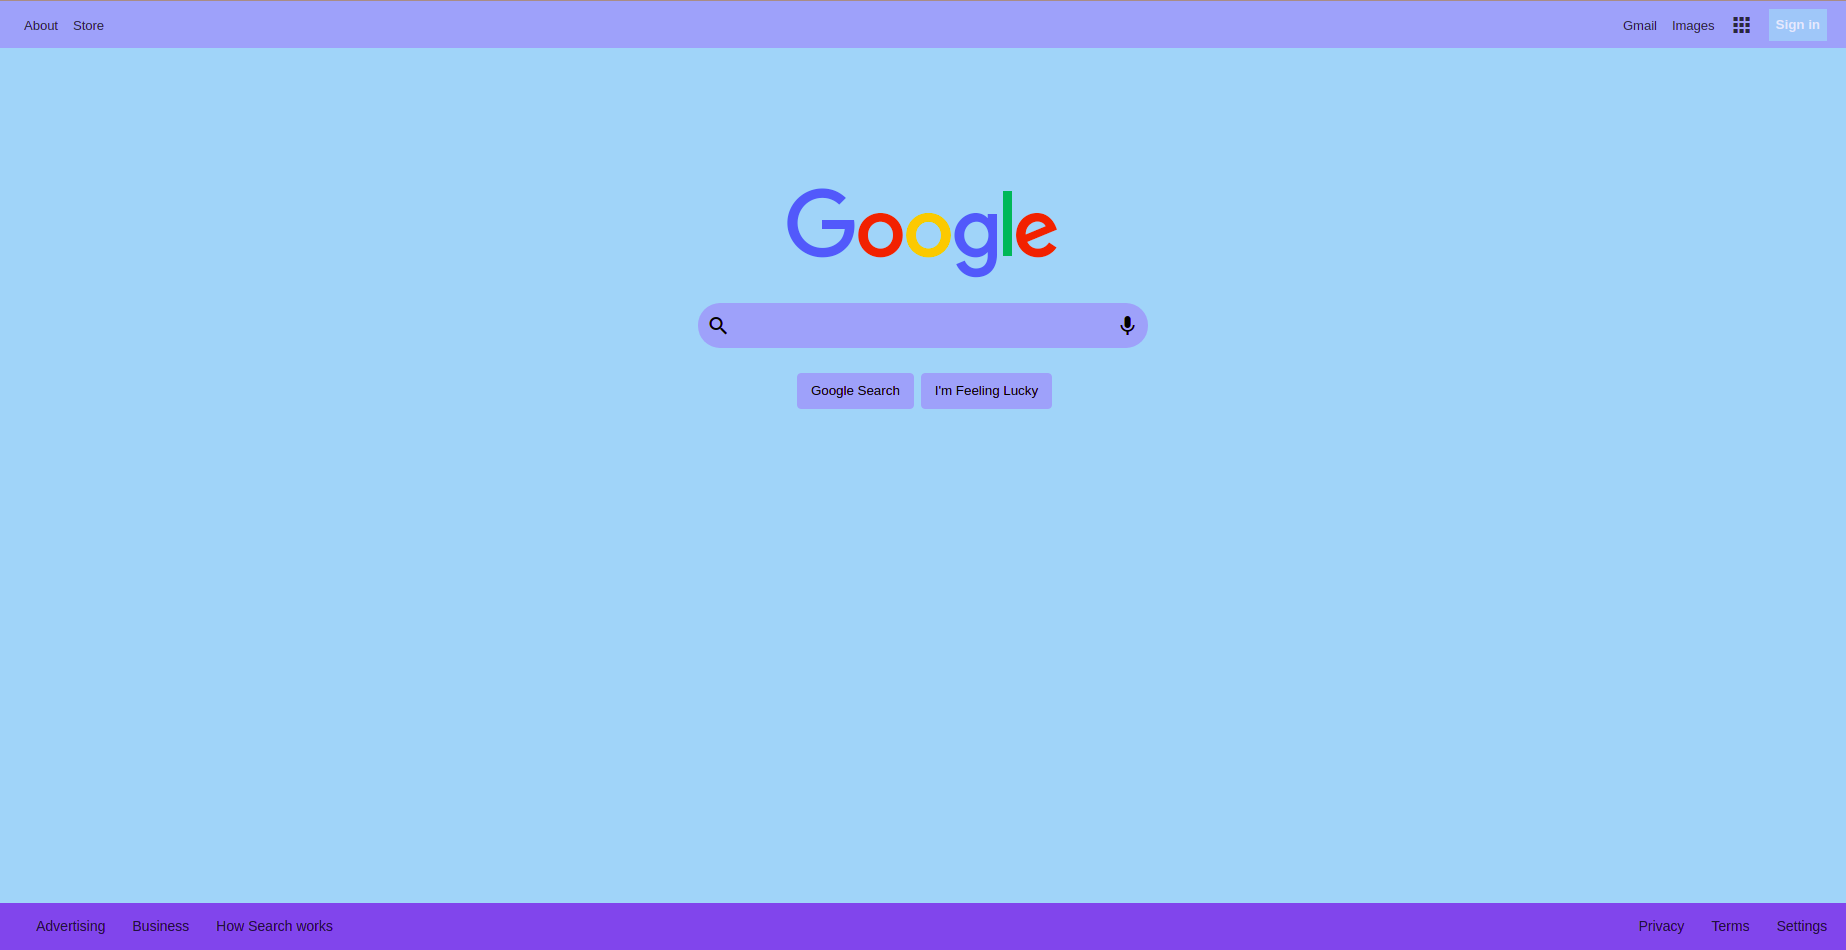 About Store Gmail Images Sign in
Google
Google Search I'm Feeling Lucky
Advertising Business How Search works Privacy Terms Settings